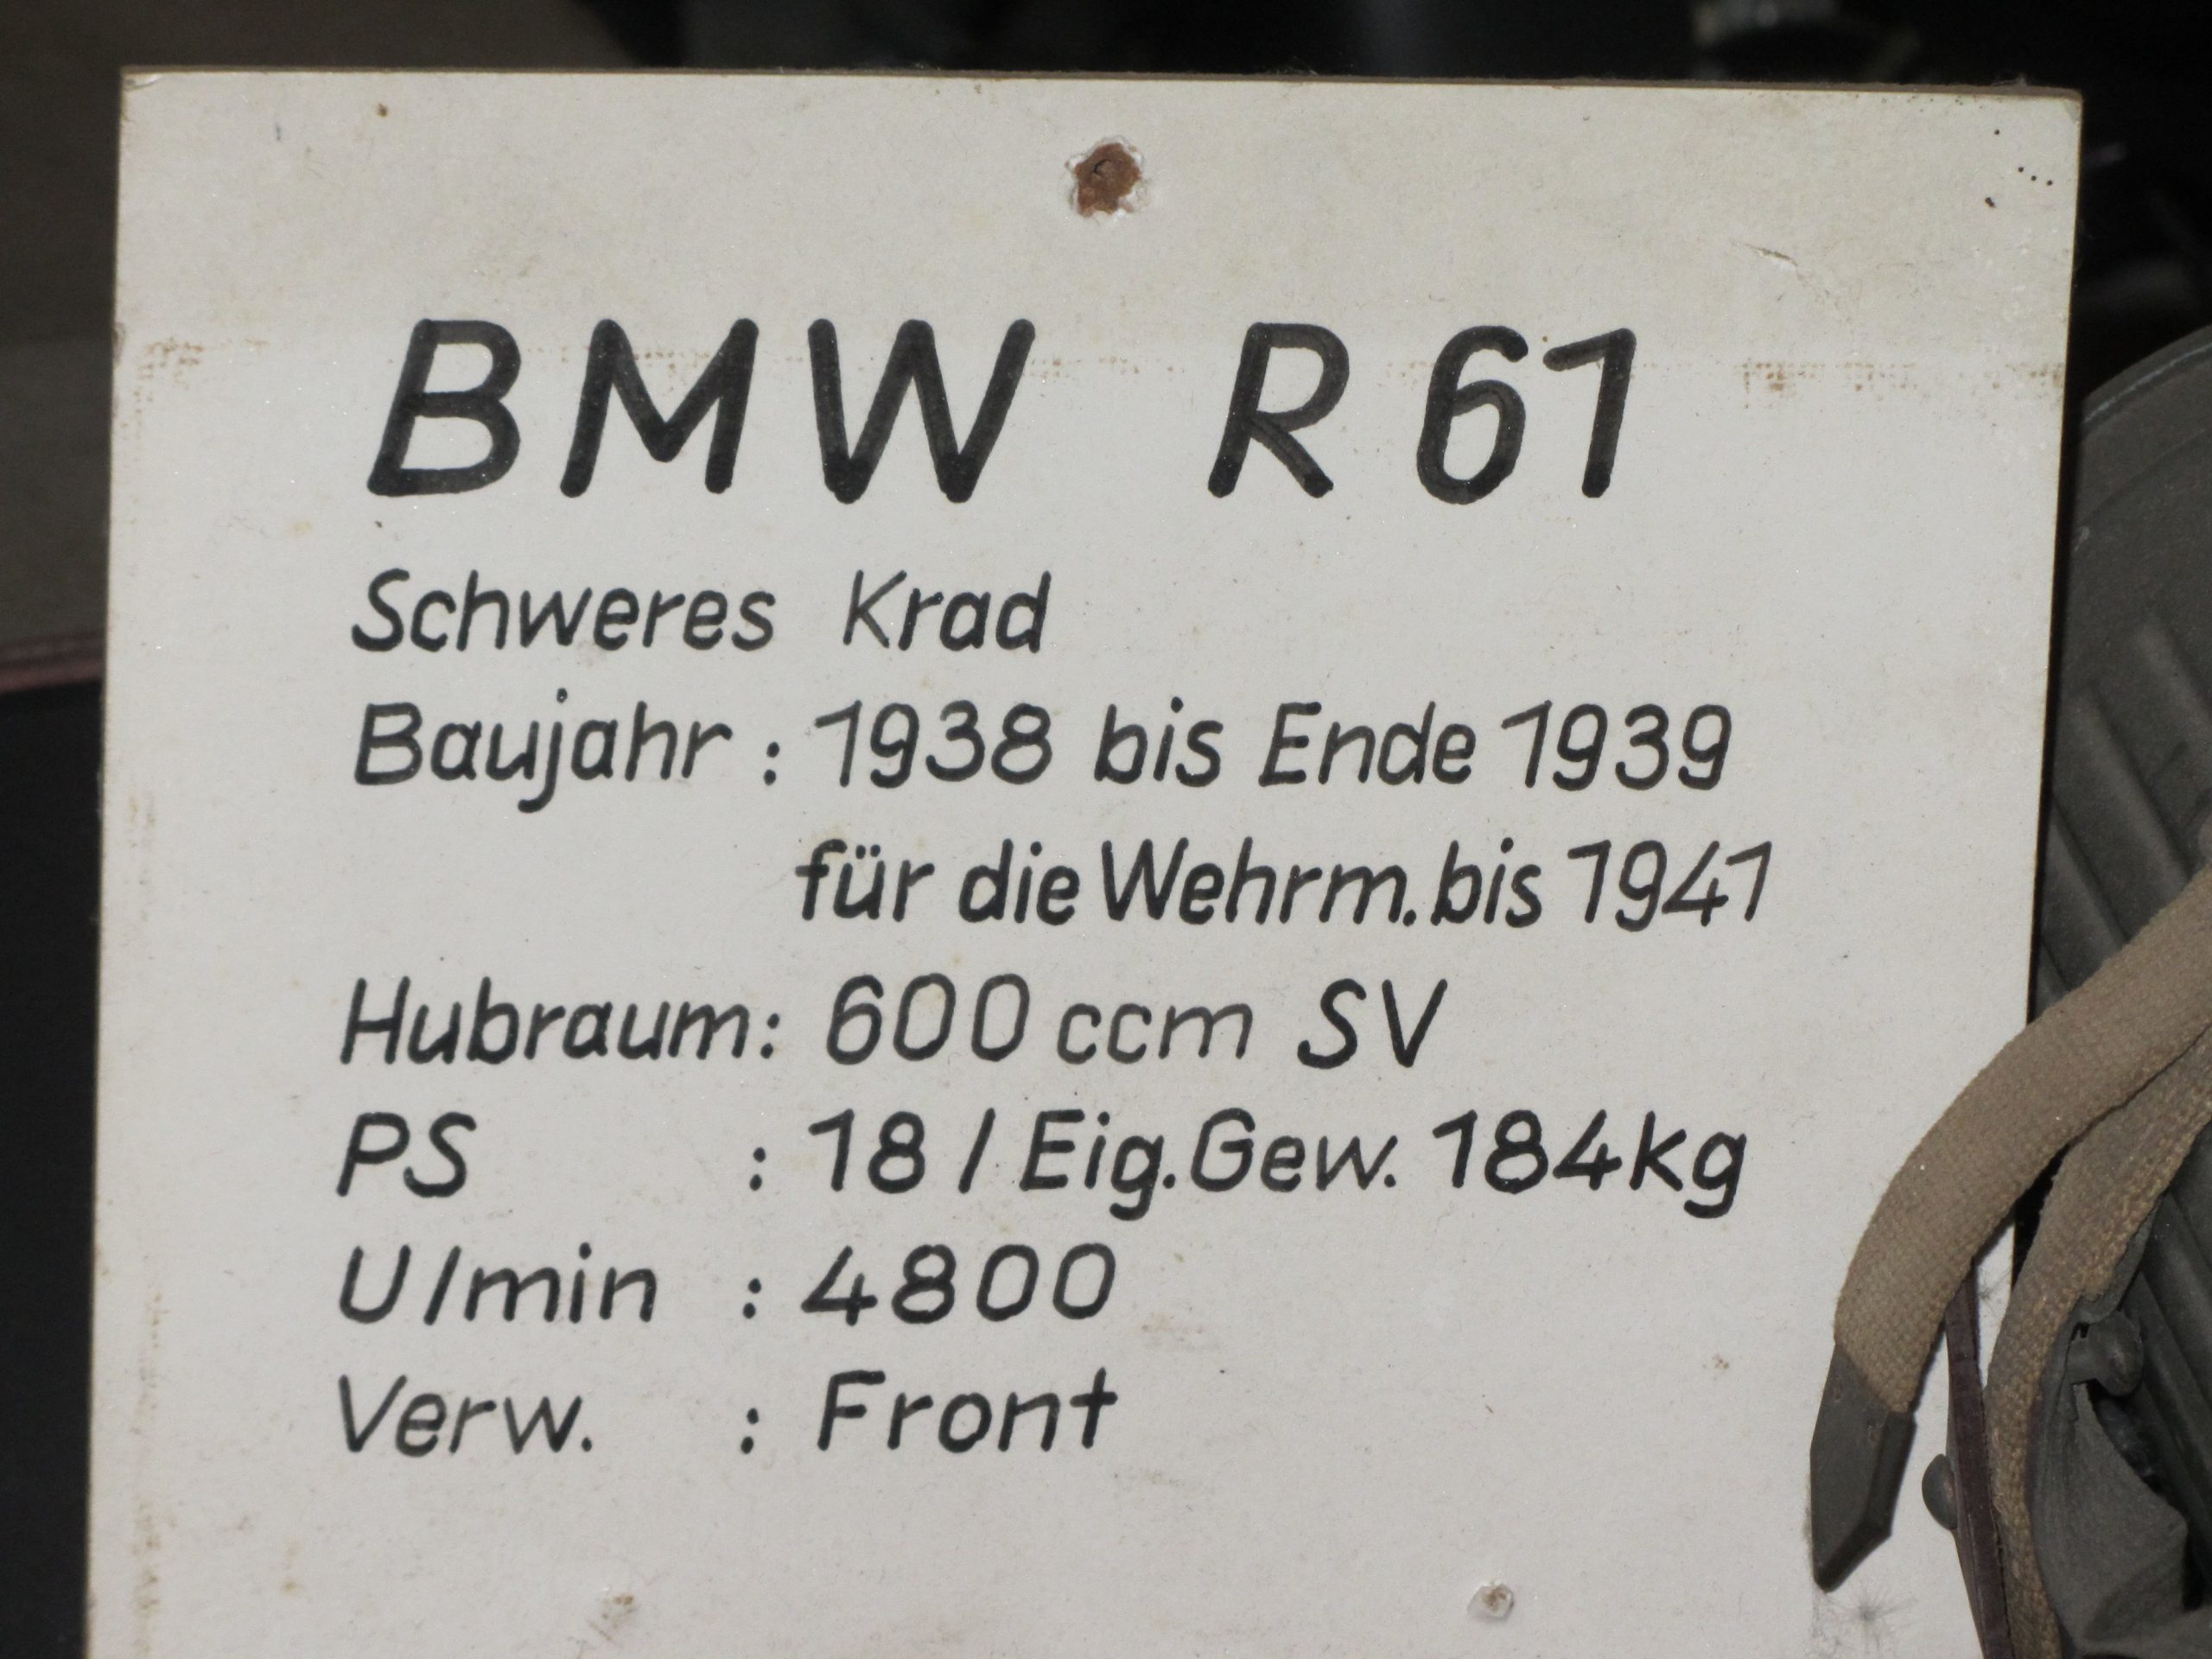 BMW R 61
Schweres Krad
Baujahr : 1938 bis Ende 1939
für die Wehrm. bis 1941
Hubraum: 600 ccm SV
PS : 18 / Eig. Gew. 184kg
U/min : 4800
Verw. : Front